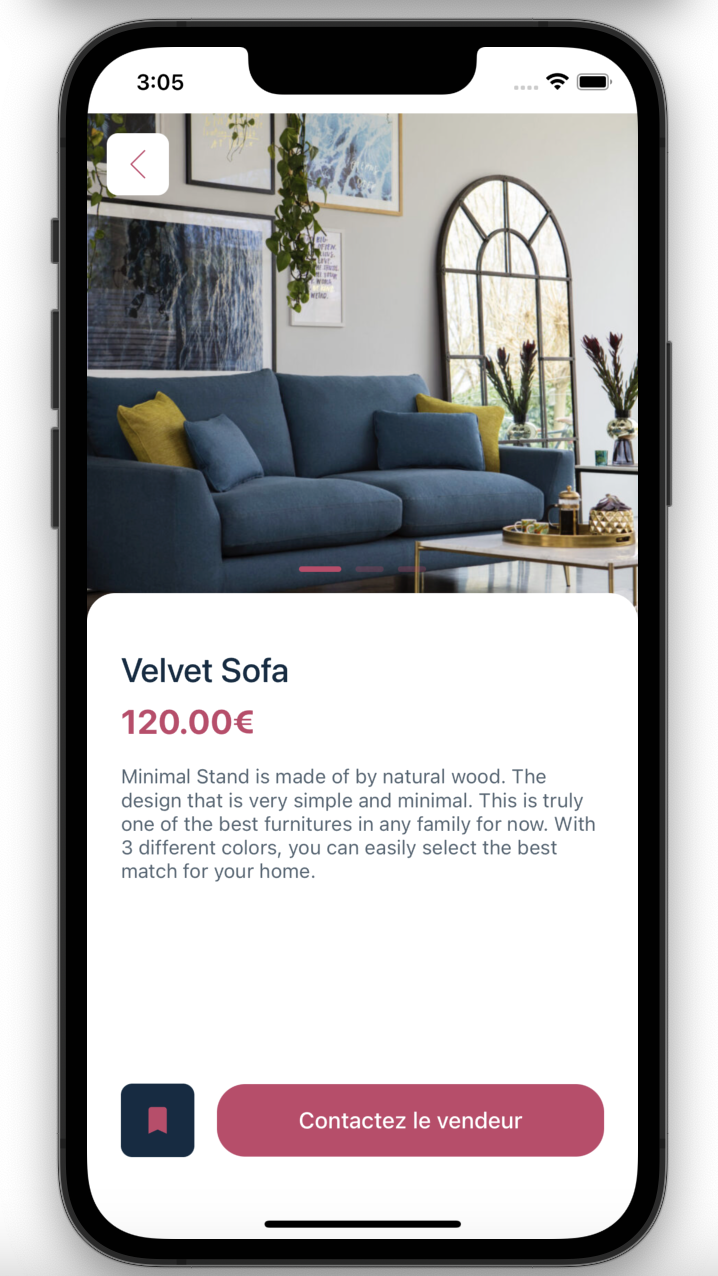 3:05
Velvet Sofa
120.00€
Minimal Stand is made of by natural wood. The
design that is very simple and minimal. This is truly
one of the best furnitures in any family for now. With
3 different colors, you can easily select the best
match for your home.
Contactez le vendeur